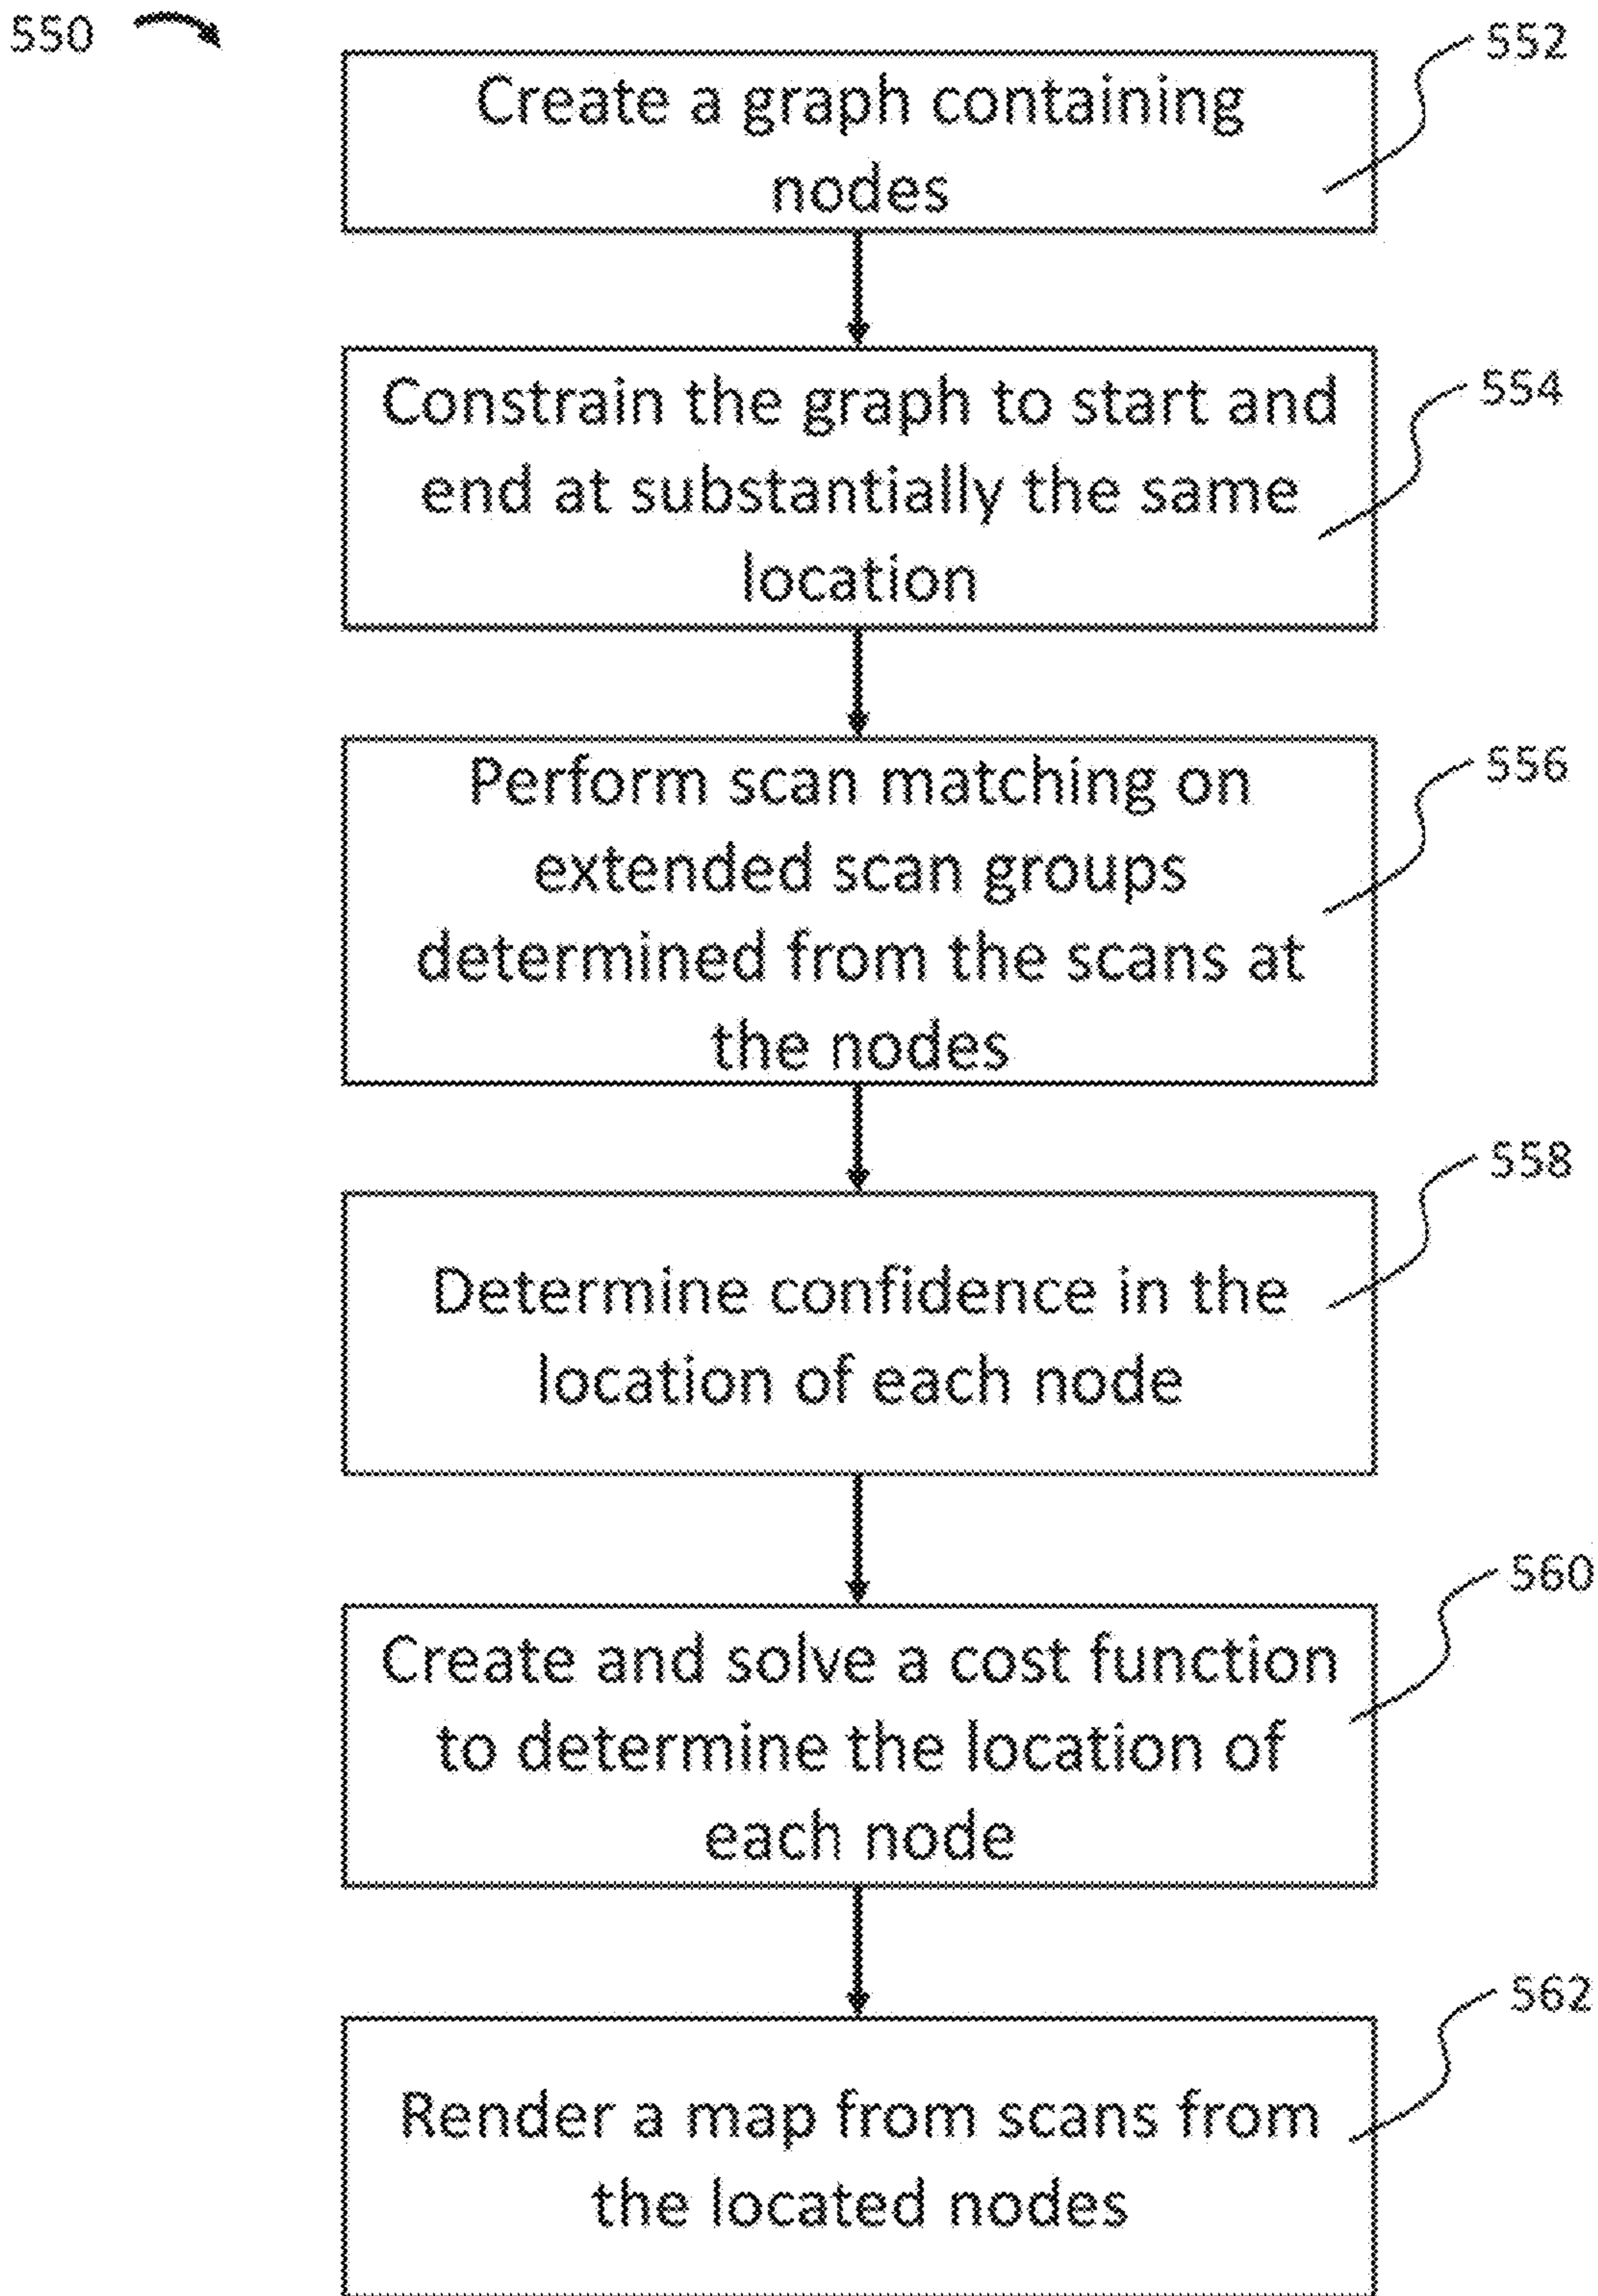 550
552
Create a graph containing
nodes
554
Constrain the graph to start and
end at substantially the same
location
556
Perform scan matching on
extended scan groups
determined from the scans at
the nodes
558
Determine confidence in the
location of each node
560
Create and solve a cost function
to determine the location of
each node
562
Render a map from scans from
the located nodes